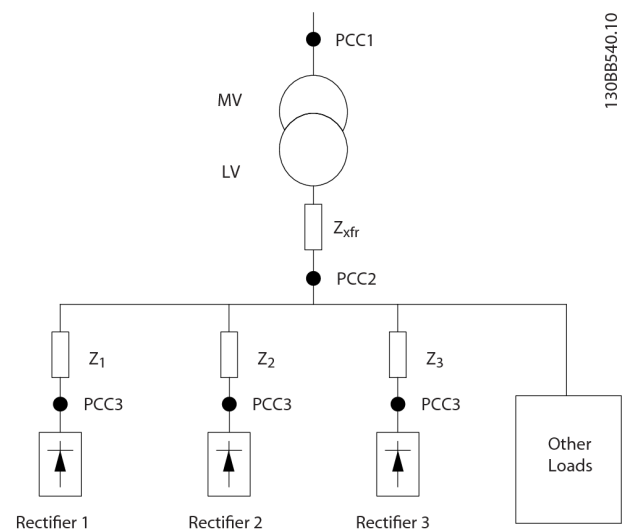 PCC1
130BB540.10
MV
LV
Zxfr
PCC2
Z1
Z2
Z3
PCC3
PCC3
PCC3
Other
Loads
Rectifier 1
Rectifier 2
Rectifier 3